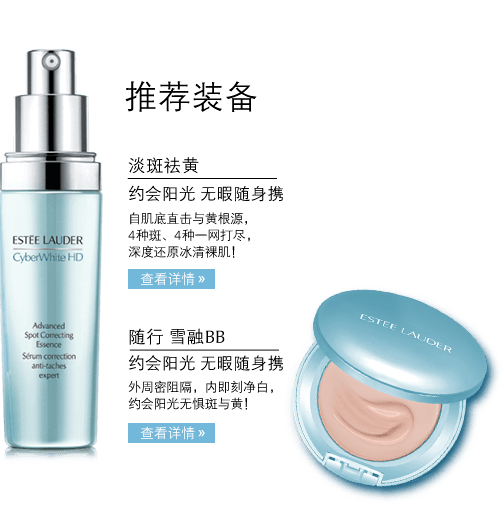 推荐装备
淡斑祛黄
约会阳光 无暇随身携
自肌底直击与黄根源，
4种斑、4种一网打尽，
深度还原冰清裸肌！
查看详情 »
随行 雪融BB
约会阳光 无暇随身携
外周密阻隔，内即刻净白，
约会阳光无惧斑与黄！
查看详情 »
ESTĒE LAUDER
CyberWhite HD
Advanced
Spot Correcting
Essence
Sérum correction
anti-taches
expert
ESTEE LAUDER